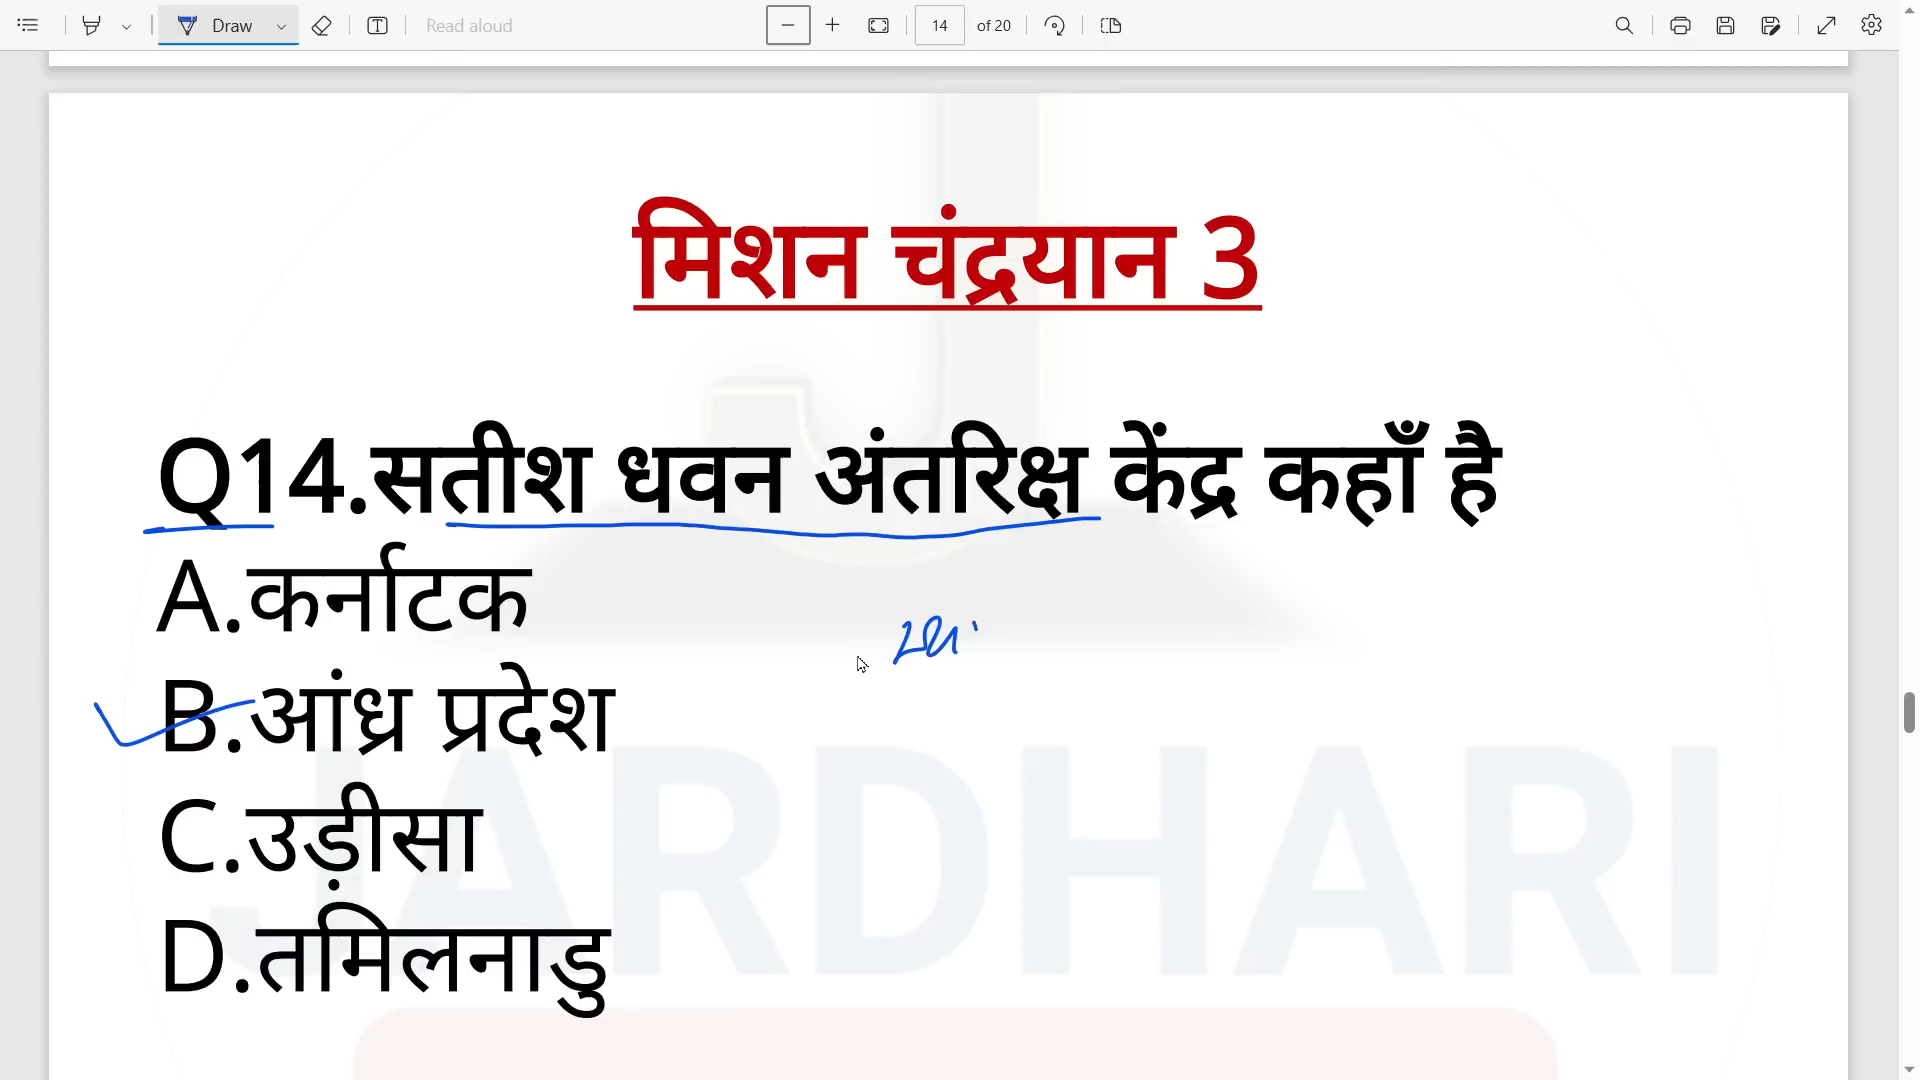 Draw
Read aloud
14 of 20
मिशन चंद्रयान 3
Q14.सतीश धवन अंतरिक्ष केंद्र कहाँ है
A.कर्नाटक
B.आंध्र प्रदेश
C.उड़ीसा
D.तमिलनाडु
JARDHARI